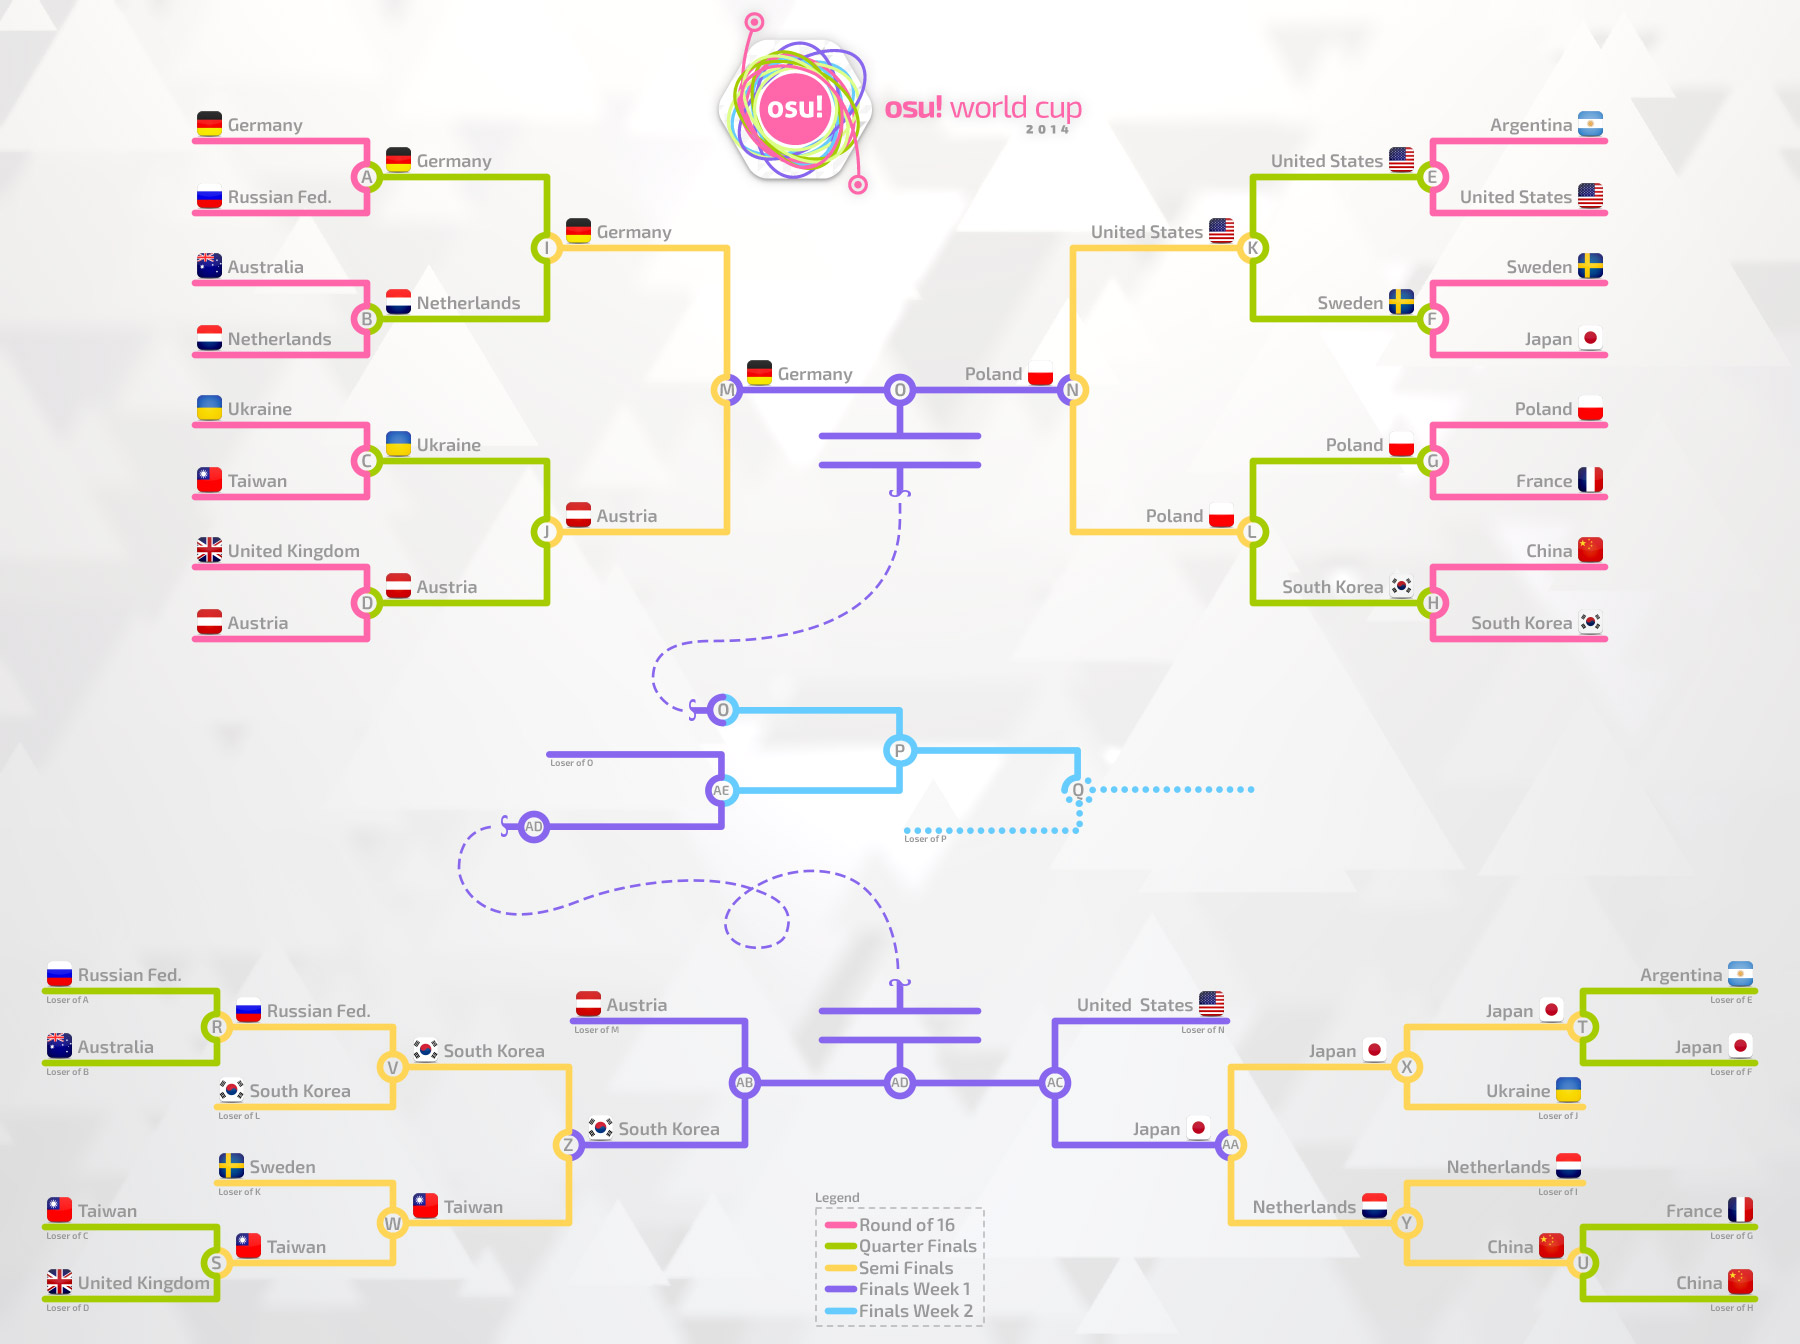 osu!
osu! world cup
2014
Germany
Germany
A
Russian Fed.
Germany
I
Australia
Netherlands
B
Netherlands
Germany
M
Ukraine
Ukraine
C
Taiwan
Austria
J
United Kingdom
Austria
D
Austria
O
Poland
N
Argentina
United States
E
United States
United States
K
Sweden
Sweden
F
Japan
Poland
Poland
G
France
Poland
L
China
South Korea
H
South Korea
O
P
Loser of O
AE
Q
AD
Loser of P
Russian Fed.
Loser of A
Russian Fed.
R
Australia
Loser of B
South Korea
V
South Korea
Loser of L
Sweden
Loser of K
Taiwan
W
Taiwan
Loser of C
Taiwan
S
United Kingdom
Loser of D
Austria
Loser of M
South Korea
Z
AB
AD
AC
United States
Loser of N
Japan
AA
Argentina
Loser of E
Japan
T
Japan
Loser of F
Japan
X
Ukraine
Loser of J
Netherlands
Loser of I
Netherlands
Y
France
Loser of G
China
U
China
Loser of H
Legend
Round of 16
Quarter Finals
Semi Finals
Finals Week 1
Finals Week 2